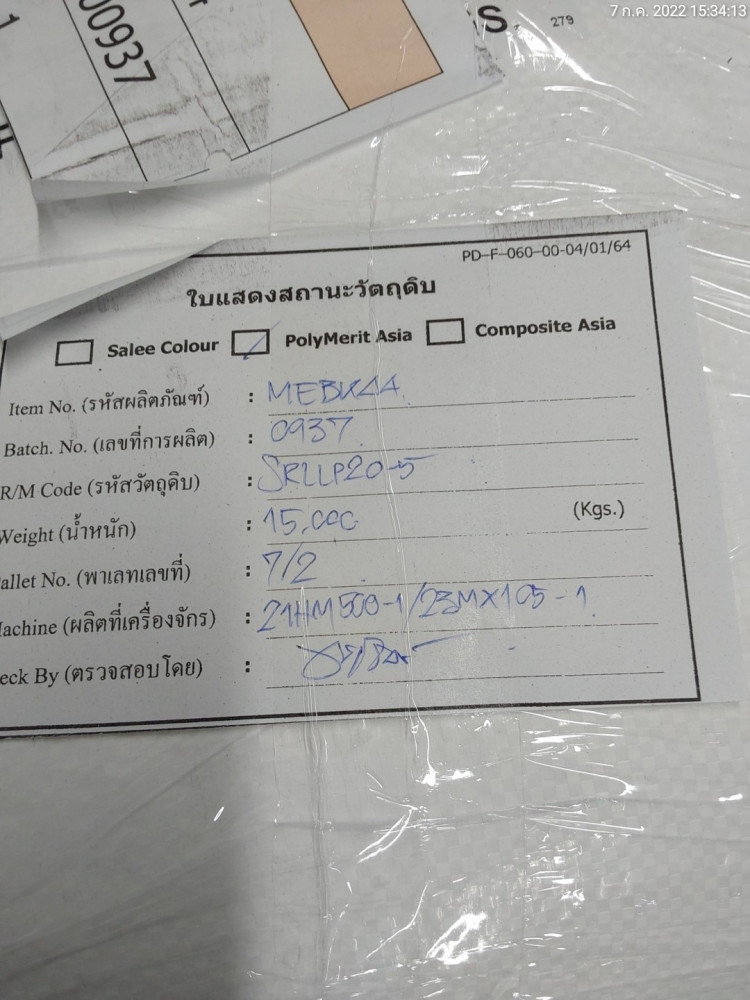 7 ก.ค. 2022 15:34:13
279
S
00937
PD-F-060-00-04/01/64
ใบแสดงสถานะวัตถุดิบ
Salee Colour PolyMerit Asia Composite Asia
Item No. (รหัสผลิตภัณฑ์) : MEBK44
Batch. No. (เลขที่การผลิต) : 0937
R/M Code (รหัสวัตถุดิบ) : SRLLP20-5
Weight (น้ำหนัก) : 15.000 (Kgs.)
allet No. (พาเลทเลขที่) : 7/2
achine (ผลิตที่เครื่องจักร) : 21HM500-1/23MX105-1
eck By (ตรวจสอบโดย) :